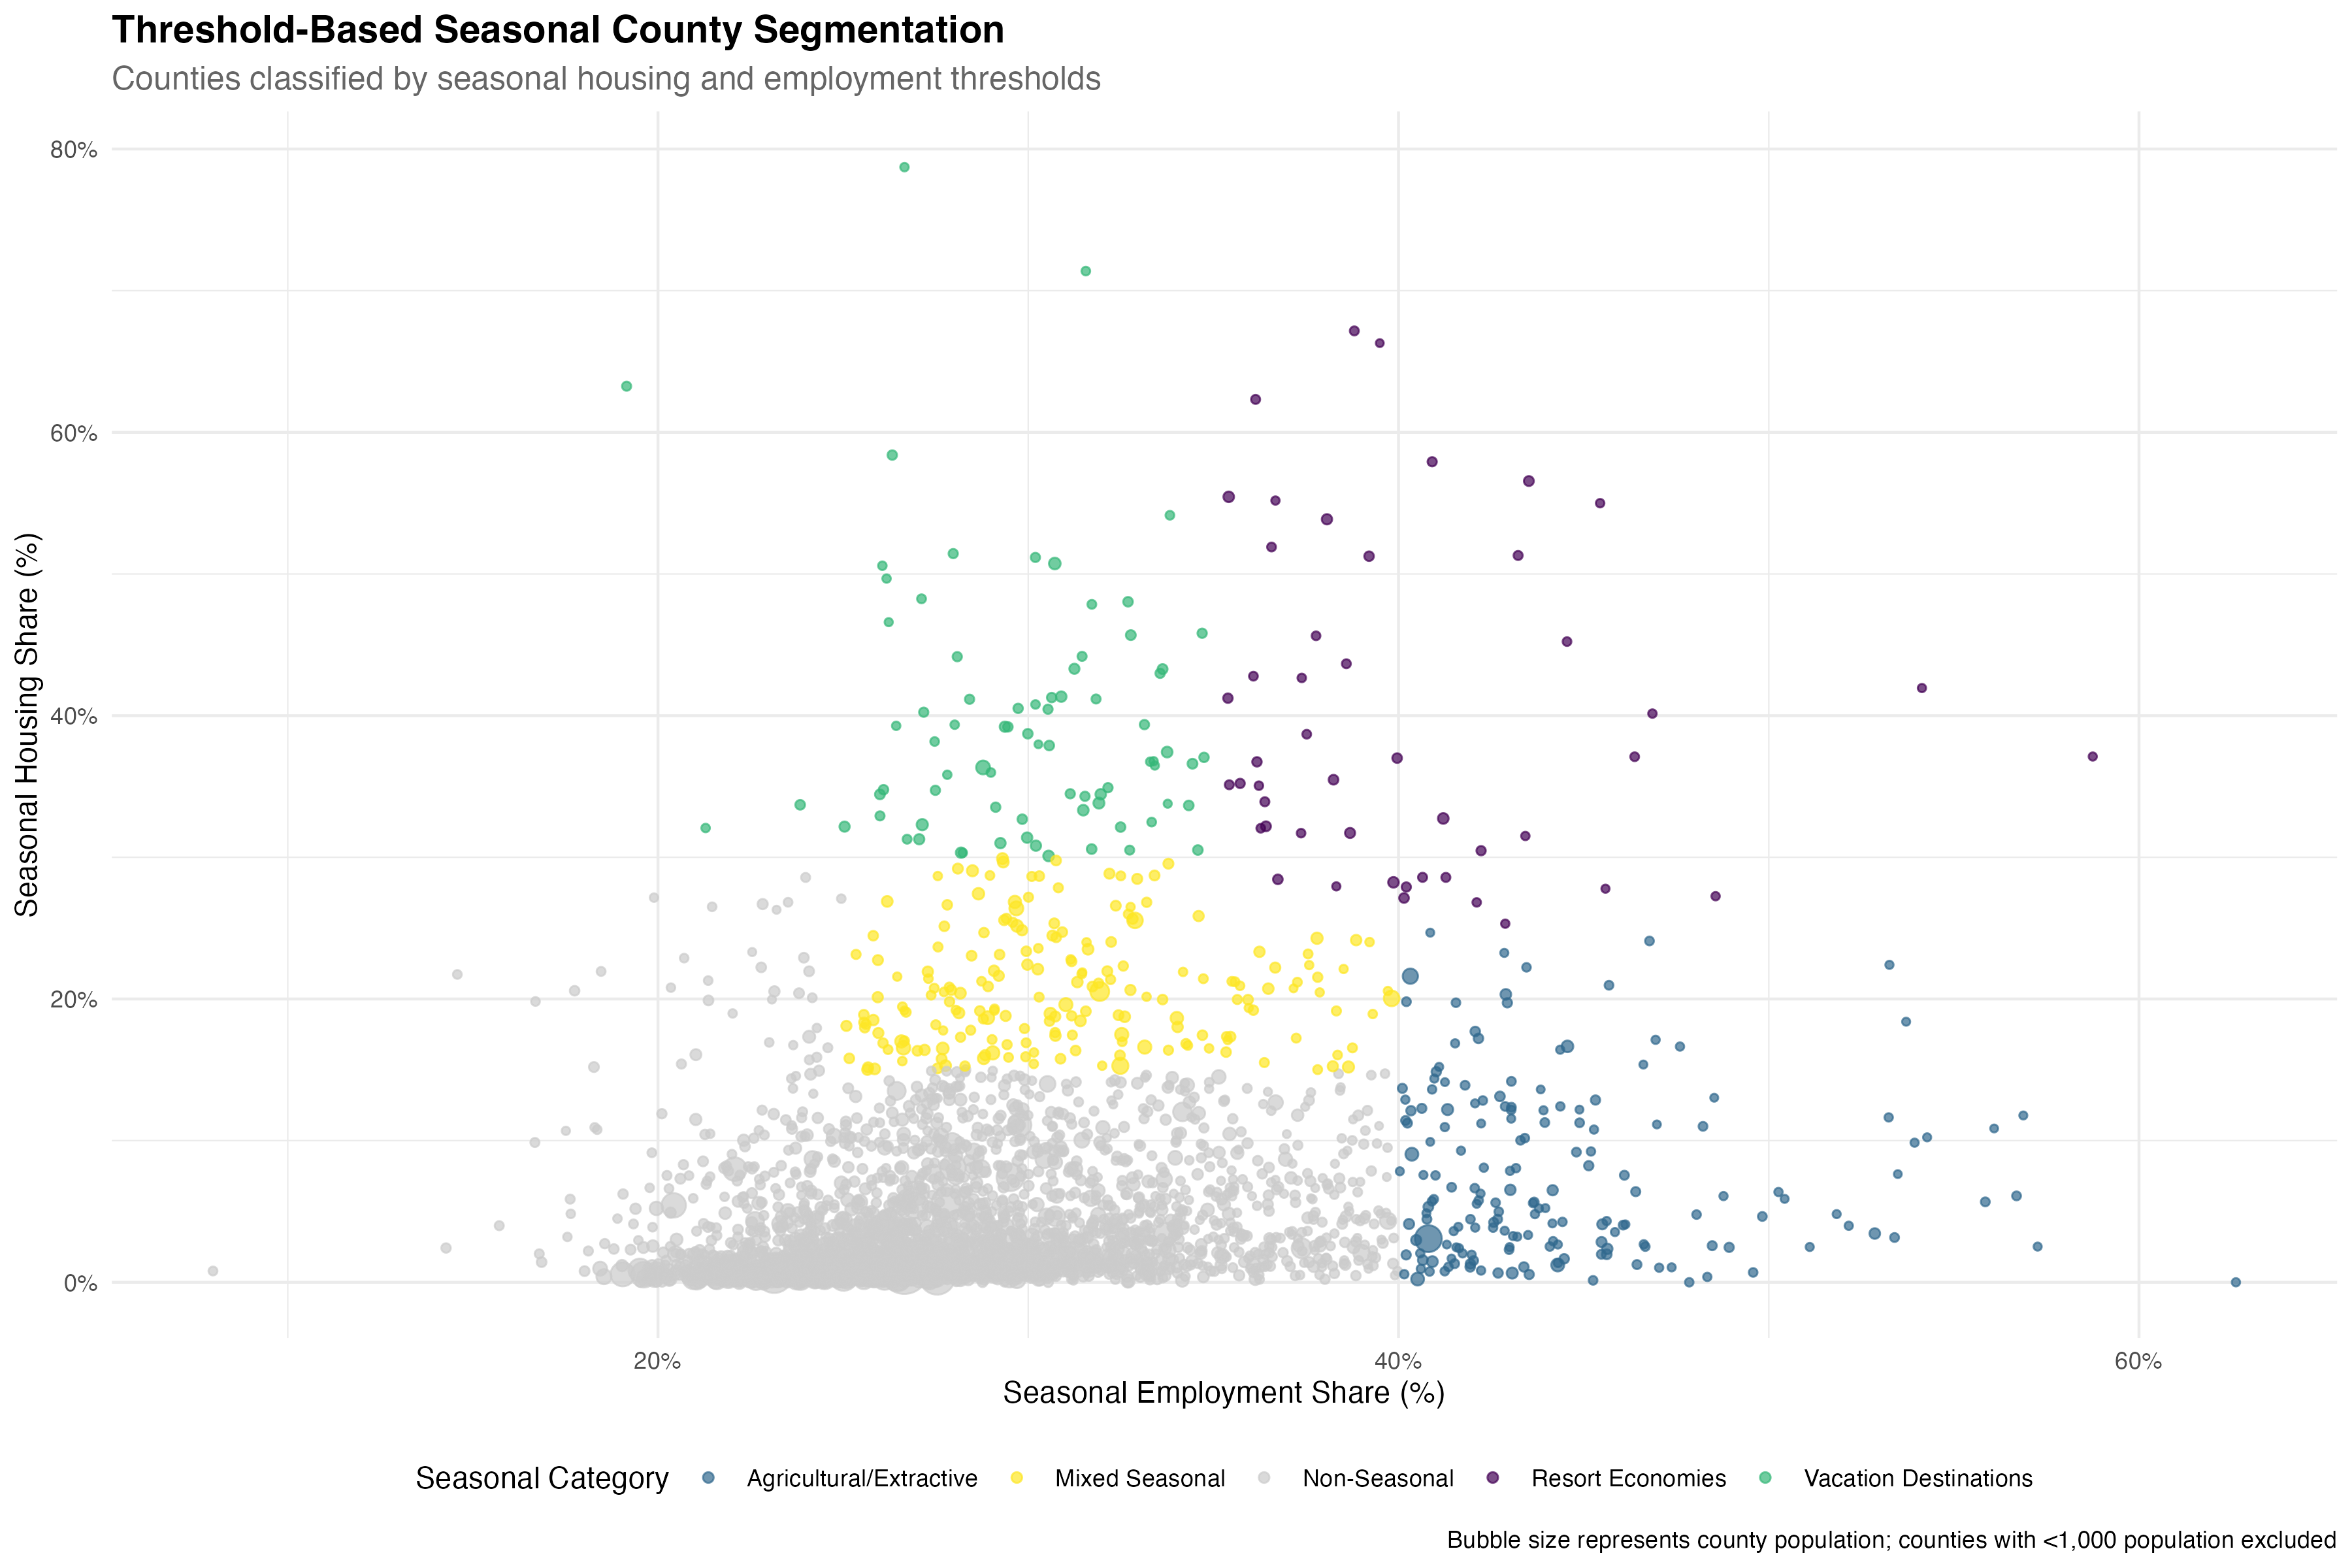 Threshold-Based Seasonal County Segmentation
Counties classified by seasonal housing and employment thresholds
80%
60%
40%
20%
0%
Seasonal Housing Share (%)
20%
40%
60%
Seasonal Employment Share (%)
Seasonal Category
Agricultural/Extractive
Mixed Seasonal
Non-Seasonal
Resort Economies
Vacation Destinations
Bubble size represents county population; counties with <1,000 population excluded